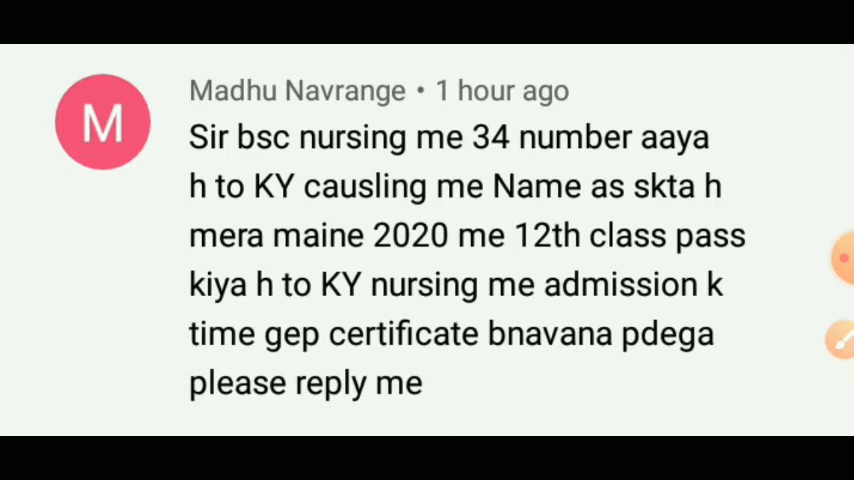 M
Madhu Navrange • 1 hour ago
Sir bsc nursing me 34 number aaya
h to KY causling me Name as skta h
mera maine 2020 me 12th class pass
kiya h to KY nursing me admission k
time gep certificate bnavana pdega
please reply me